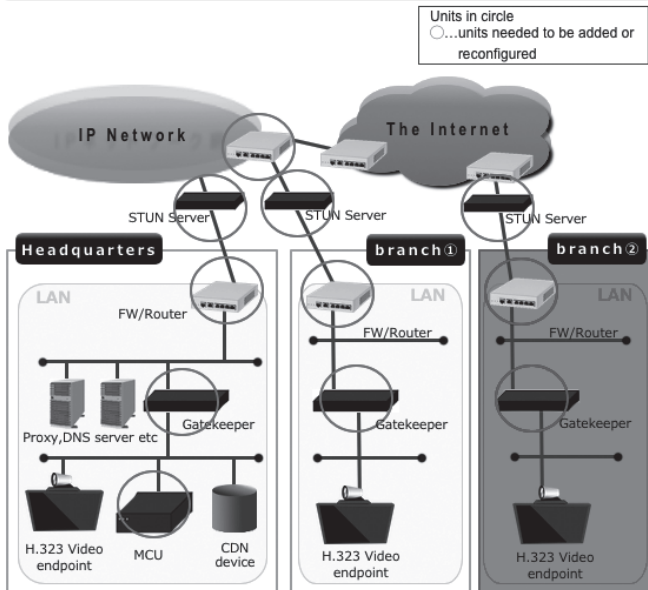 Units in circle
○...units needed to be added or
reconfigured
IP Network
The Internet
STUN Server
STUN Server
STUN Server
Headquarters
branch①
branch②
LAN
LAN
LAN
FW/Router
FW/Router
FW/Router
Proxy,DNS server etc
Gatekeeper
Gatekeeper
Gatekeeper
H.323 Video
endpoint
MCU
CDN
device
H.323 Video
endpoint
H.323 Video
endpoint